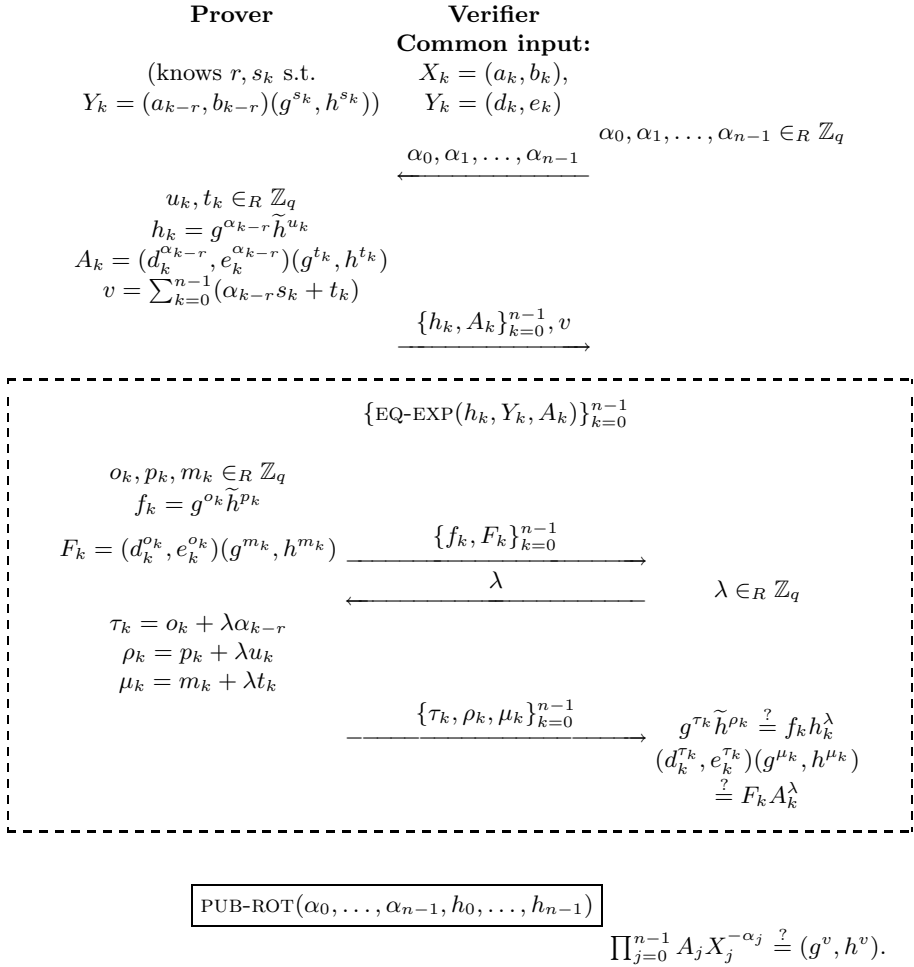 Prover Verifier
Common input:
(knows r, s_k s.t. X_k = (a_k, b_k),
Y_k = (a_{k−r}, b_{k−r})(g^{s_k}, h^{s_k})) Y_k = (d_k, e_k)
α_0, α_1, . . . , α_{n−1} ∈_R ℤ_q
α_0, α_1, . . . , α_{n−1}
u_k, t_k ∈_R ℤ_q
h_k = g^{α_{k−r}} h̃^{u_k}
A_k = (d_k^{α_{k−r}}, e_k^{α_{k−r}})(g^{t_k}, h^{t_k})
v = ∑_{k=0}^{n−1}(α_{k−r}s_k + t_k)
{h_k, A_k}_{k=0}^{n−1}, v
{EQ-EXP(h_k, Y_k, A_k)}_{k=0}^{n−1}
o_k, p_k, m_k ∈_R ℤ_q
f_k = g^{o_k} h̃^{p_k}
F_k = (d_k^{o_k}, e_k^{o_k})(g^{m_k}, h^{m_k}) {f_k, F_k}_{k=0}^{n−1}
λ λ ∈_R ℤ_q
τ_k = o_k + λα_{k−r}
ρ_k = p_k + λu_k
μ_k = m_k + λt_k
{τ_k, ρ_k, μ_k}_{k=0}^{n−1} g^{τ_k} h̃^{ρ_k} ≟ f_k h_k^λ
(d_k^{τ_k}, e_k^{τ_k})(g^{μ_k}, h^{μ_k})
≟ F_k A_k^λ
PUB-ROT(α_0, . . . , α_{n−1}, h_0, . . . , h_{n−1})
∏_{j=0}^{n−1} A_j X_j^{−α_j} ≟ (g^v, h^v).